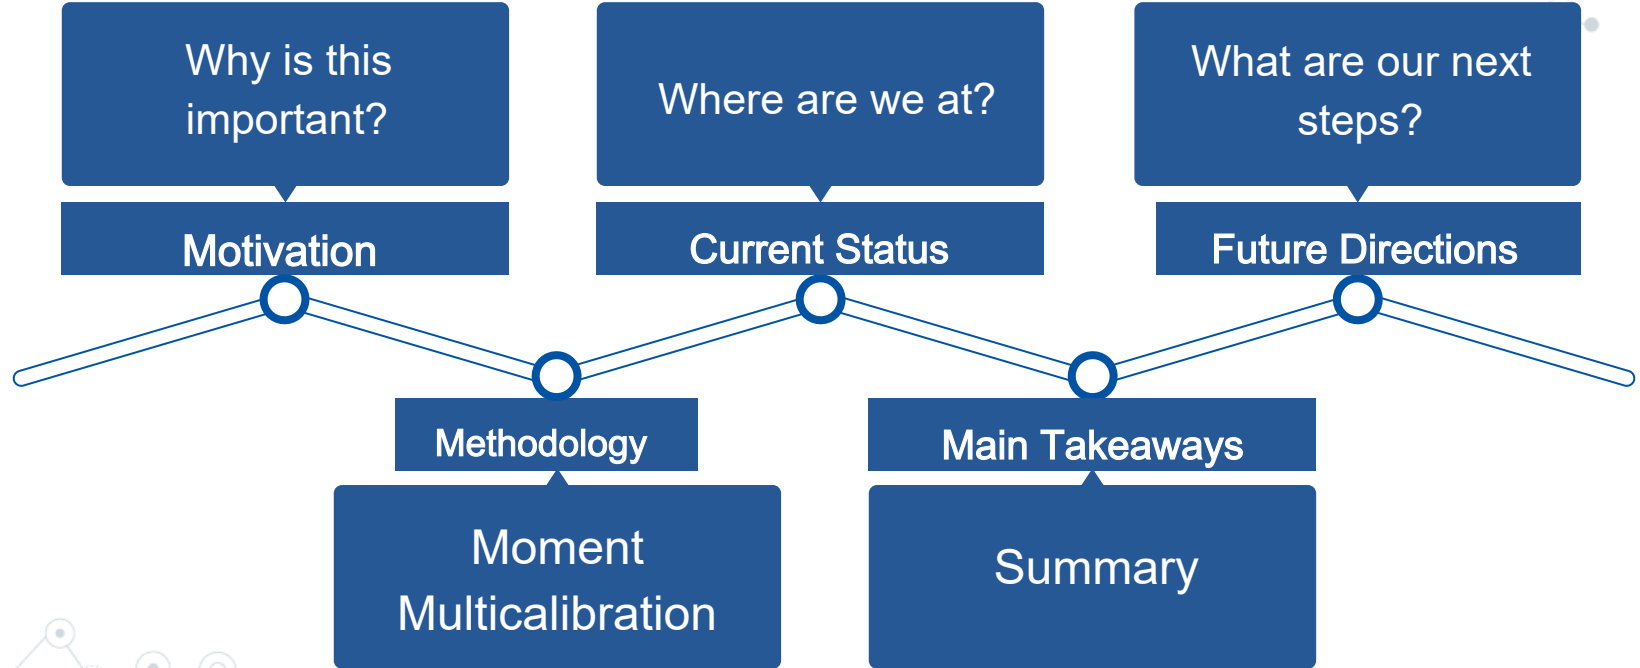 Why is this
important?
Motivation
Methodology
Moment
Multicalibration
Where are we at?
Current Status
Main Takeaways
Summary
What are our next
steps?
Future Directions